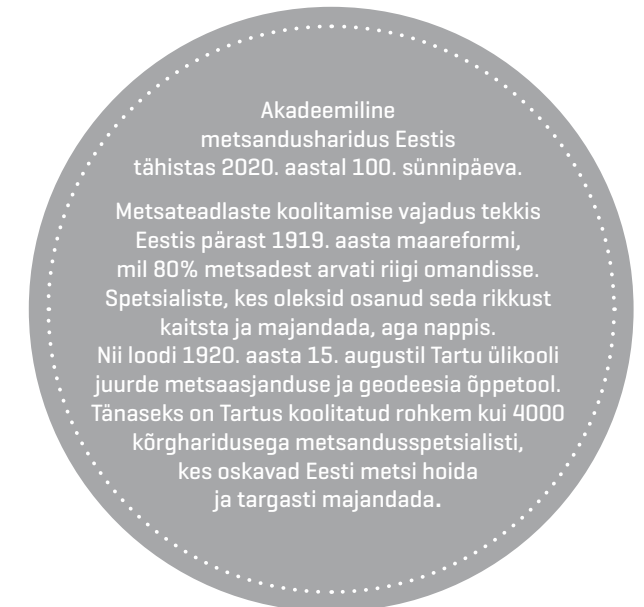 Akadeemiline
metsandusharidus Eestis
tähistas 2020. aastal 100. sünnipäeva.
Metsateadlaste koolitamise vajadus tekkis
Eestis pärast 1919. aasta maareformi,
mil 80% metsadest arvati riigi omandisse.
Spetsialiste, kes oleksid osanud seda rikkust
kaitsta ja majandada, aga nappis.
Nii loodi 1920. aasta 15. augustil Tartu ülikooli
juurde metsaasjanduse ja geodeesia õppetool.
Tänaseks on Tartus koolitatud rohkem kui 4000
kõrgharidusega metsandusspetsialisti,
kes oskavad Eesti metsi hoida
ja targasti majandada.